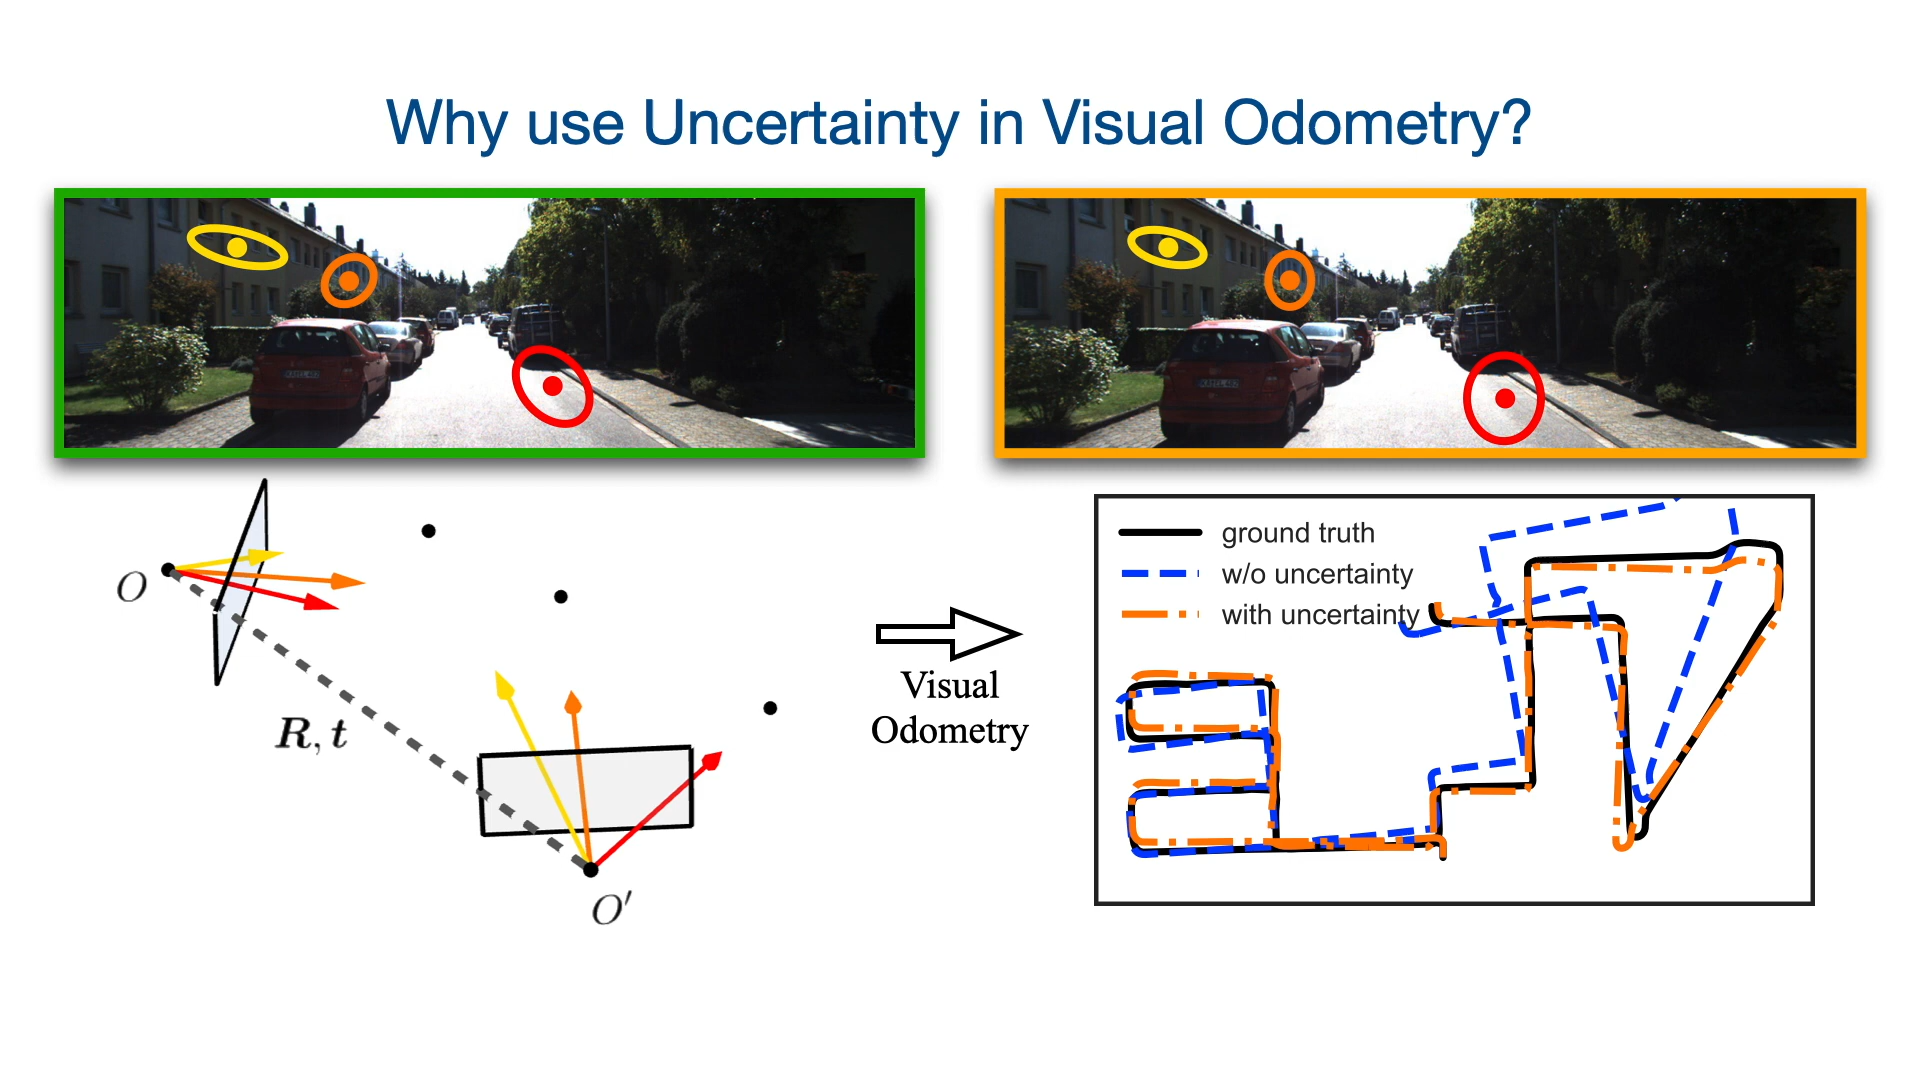 Why use Uncertainty in Visual Odometry?
O
R, t
O′
Visual
Odometry
ground truth
w/o uncertainty
with uncertainty